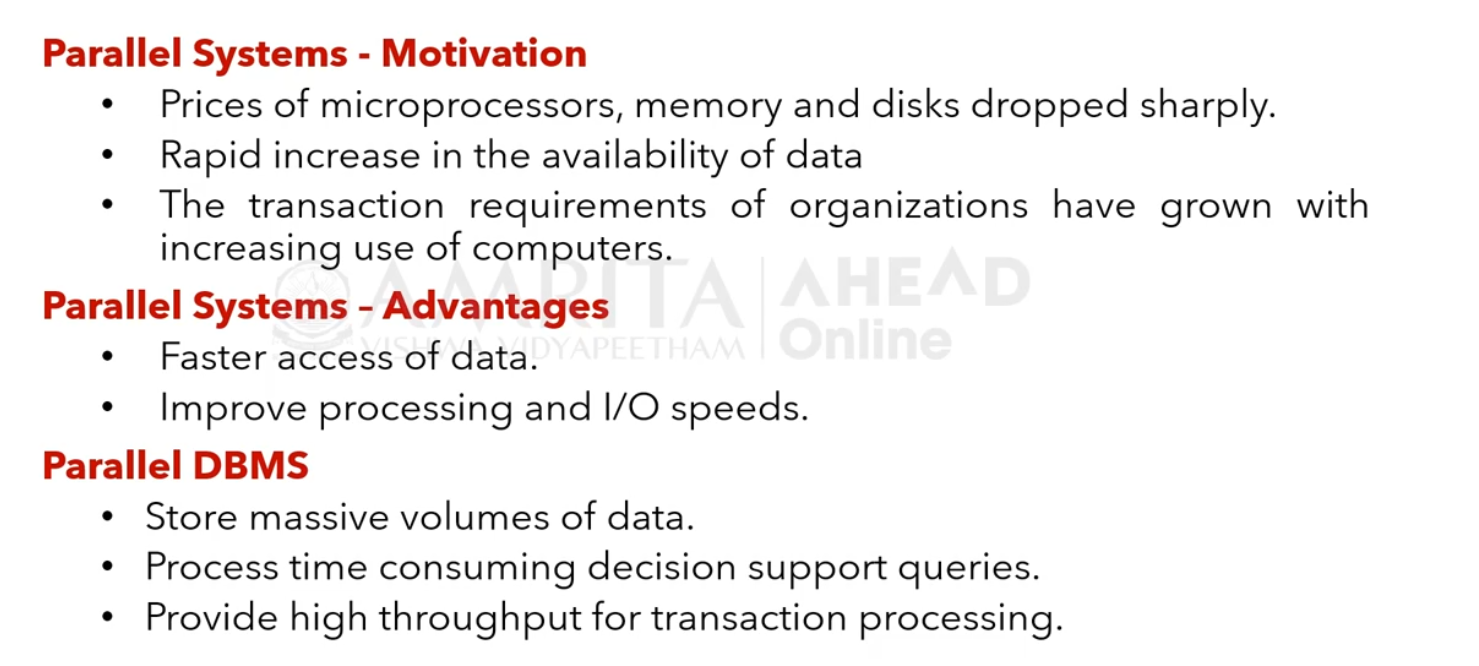 Parallel Systems - Motivation
• Prices of microprocessors, memory and disks dropped sharply.
• Rapid increase in the availability of data
• The transaction requirements of organizations have grown with
increasing use of computers.
AMRITA AHEAD
Parallel Systems – Advantages
VISHWA VIDYAPEETHAM Online
• Faster access of data.
• Improve processing and I/O speeds.
Parallel DBMS
• Store massive volumes of data.
• Process time consuming decision support queries.
• Provide high throughput for transaction processing.